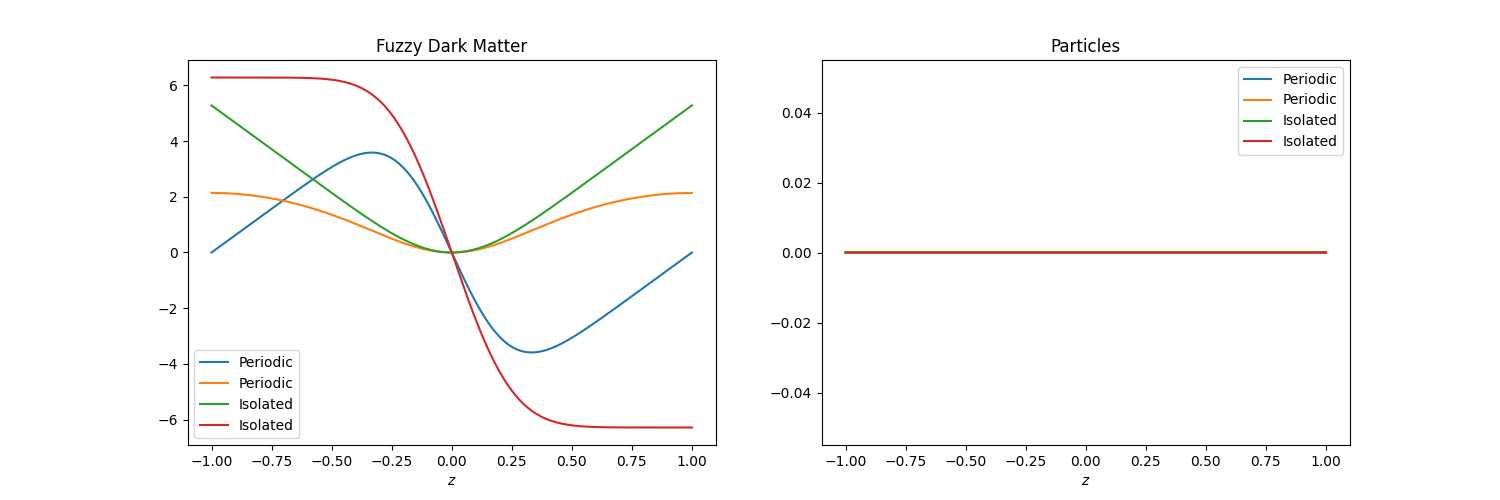 Fuzzy Dark Matter
6
4
2
0
−2
−4
−6
Periodic
Periodic
Isolated
Isolated
−1.00 −0.75 −0.50 −0.25 0.00 0.25 0.50 0.75 1.00
z
Particles
0.04
0.02
0.00
−0.02
−0.04
Periodic
Periodic
Isolated
Isolated
−1.00 −0.75 −0.50 −0.25 0.00 0.25 0.50 0.75 1.00
z